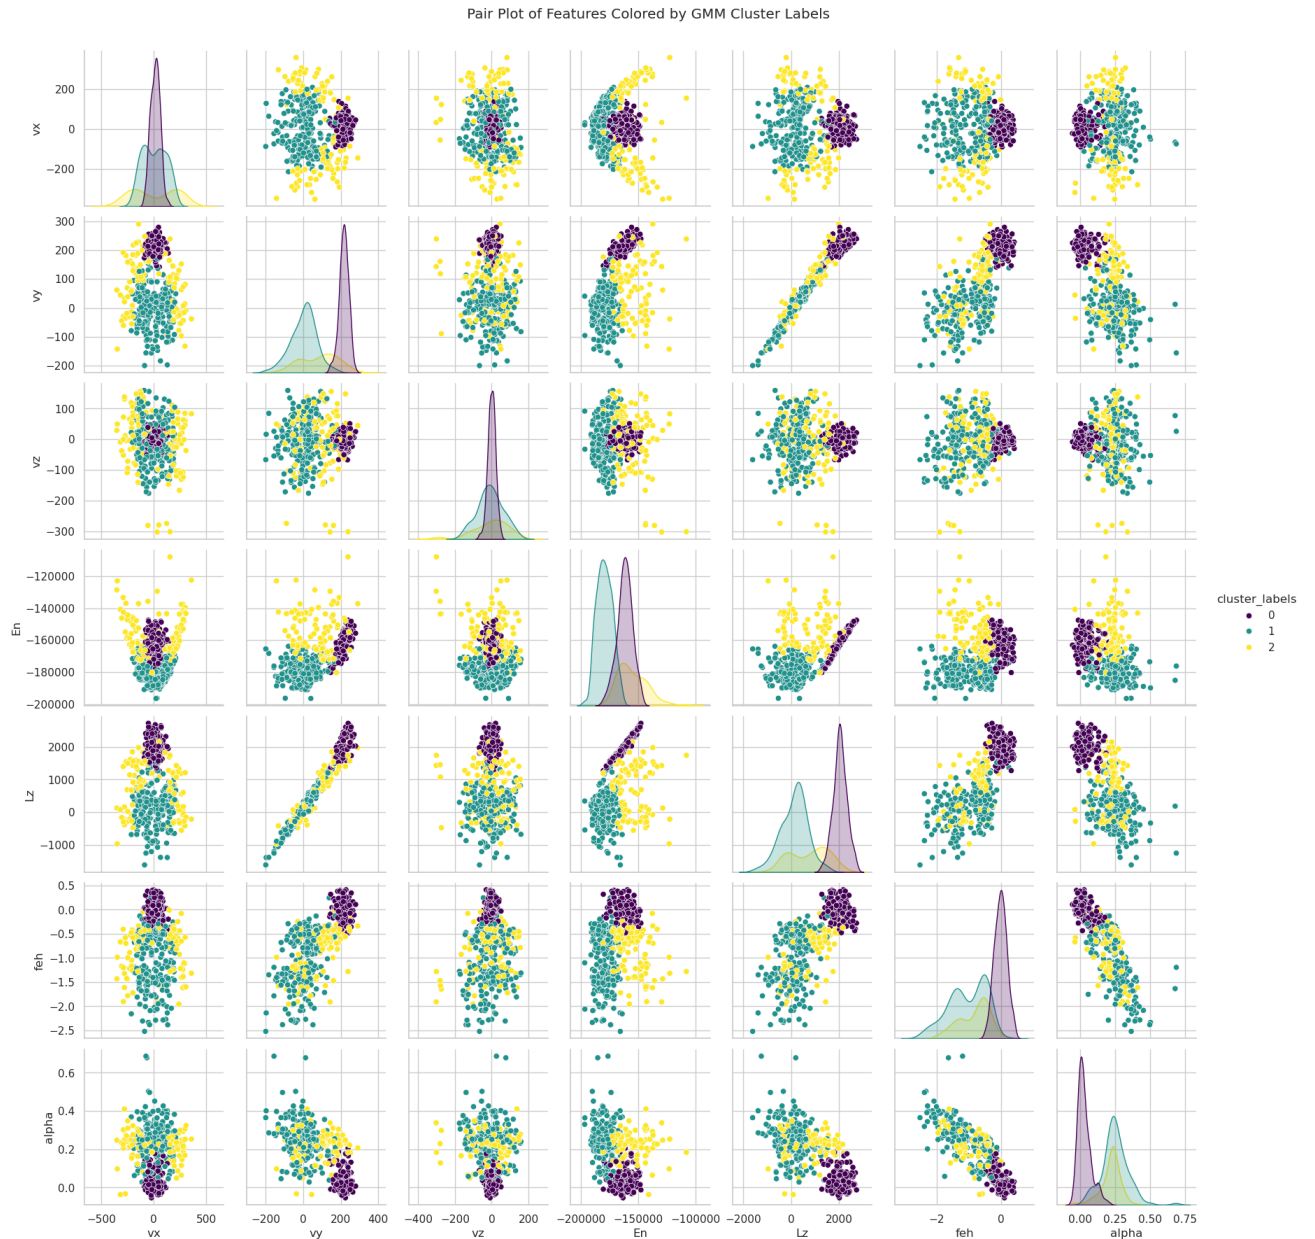 Pair Plot of Features Colored by GMM Cluster Labels
200
0
−200
vx
300
200
100
0
−100
−200
vy
100
0
−100
−200
−300
vz
−120000
−140000
−160000
−180000
−200000
En
cluster_labels
0
1
2
2000
1000
0
−1000
Lz
0.5
0.0
−0.5
−1.0
−1.5
−2.0
−2.5
feh
0.6
0.4
0.2
0.0
alpha
−500 0 500
−200 0 200 400
−400 −200 0 200
−200000 −150000 −100000
−2000 0 2000
−2 0
0.00 0.25 0.50 0.75
vx vy vz En Lz feh alpha